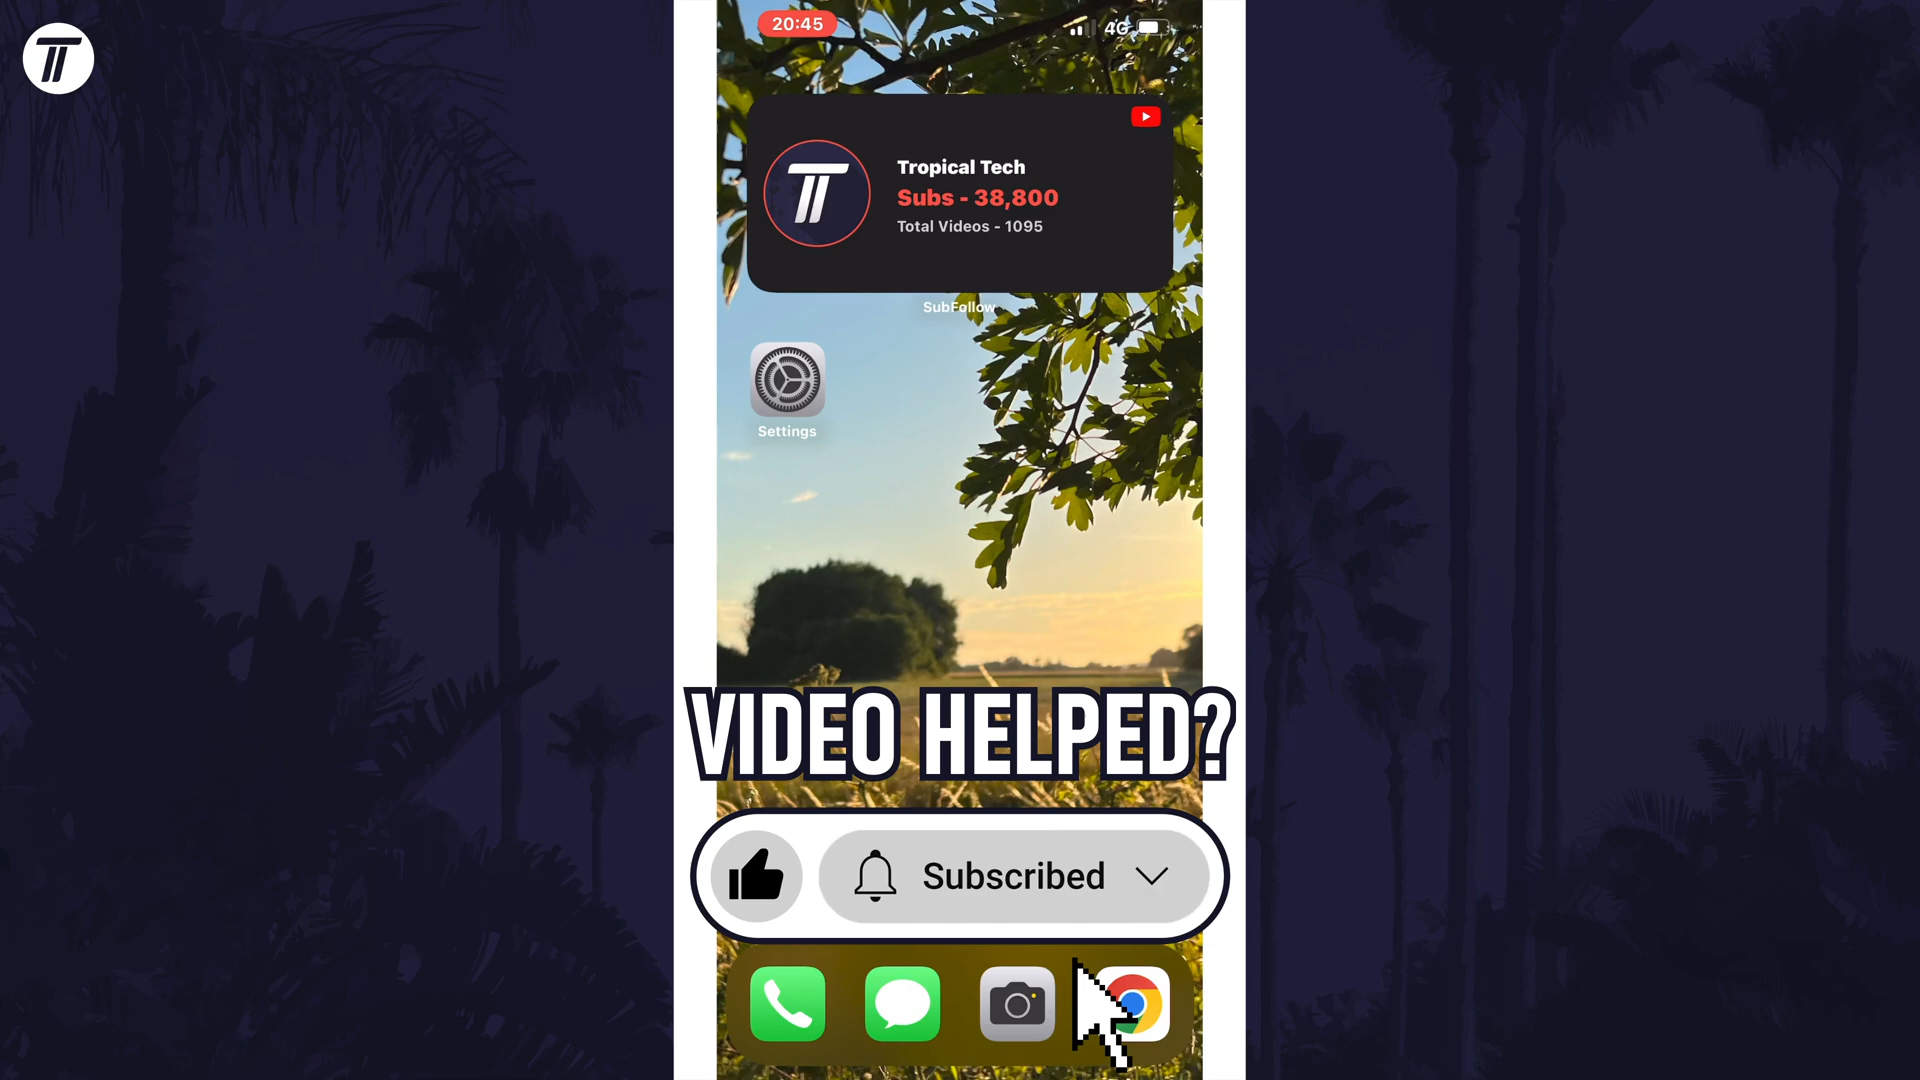 20:45
4G
Tropical Tech
Subs - 38,800
Total Videos - 1095
SubFollow
Settings
VIDEO HELPED?
Subscribed